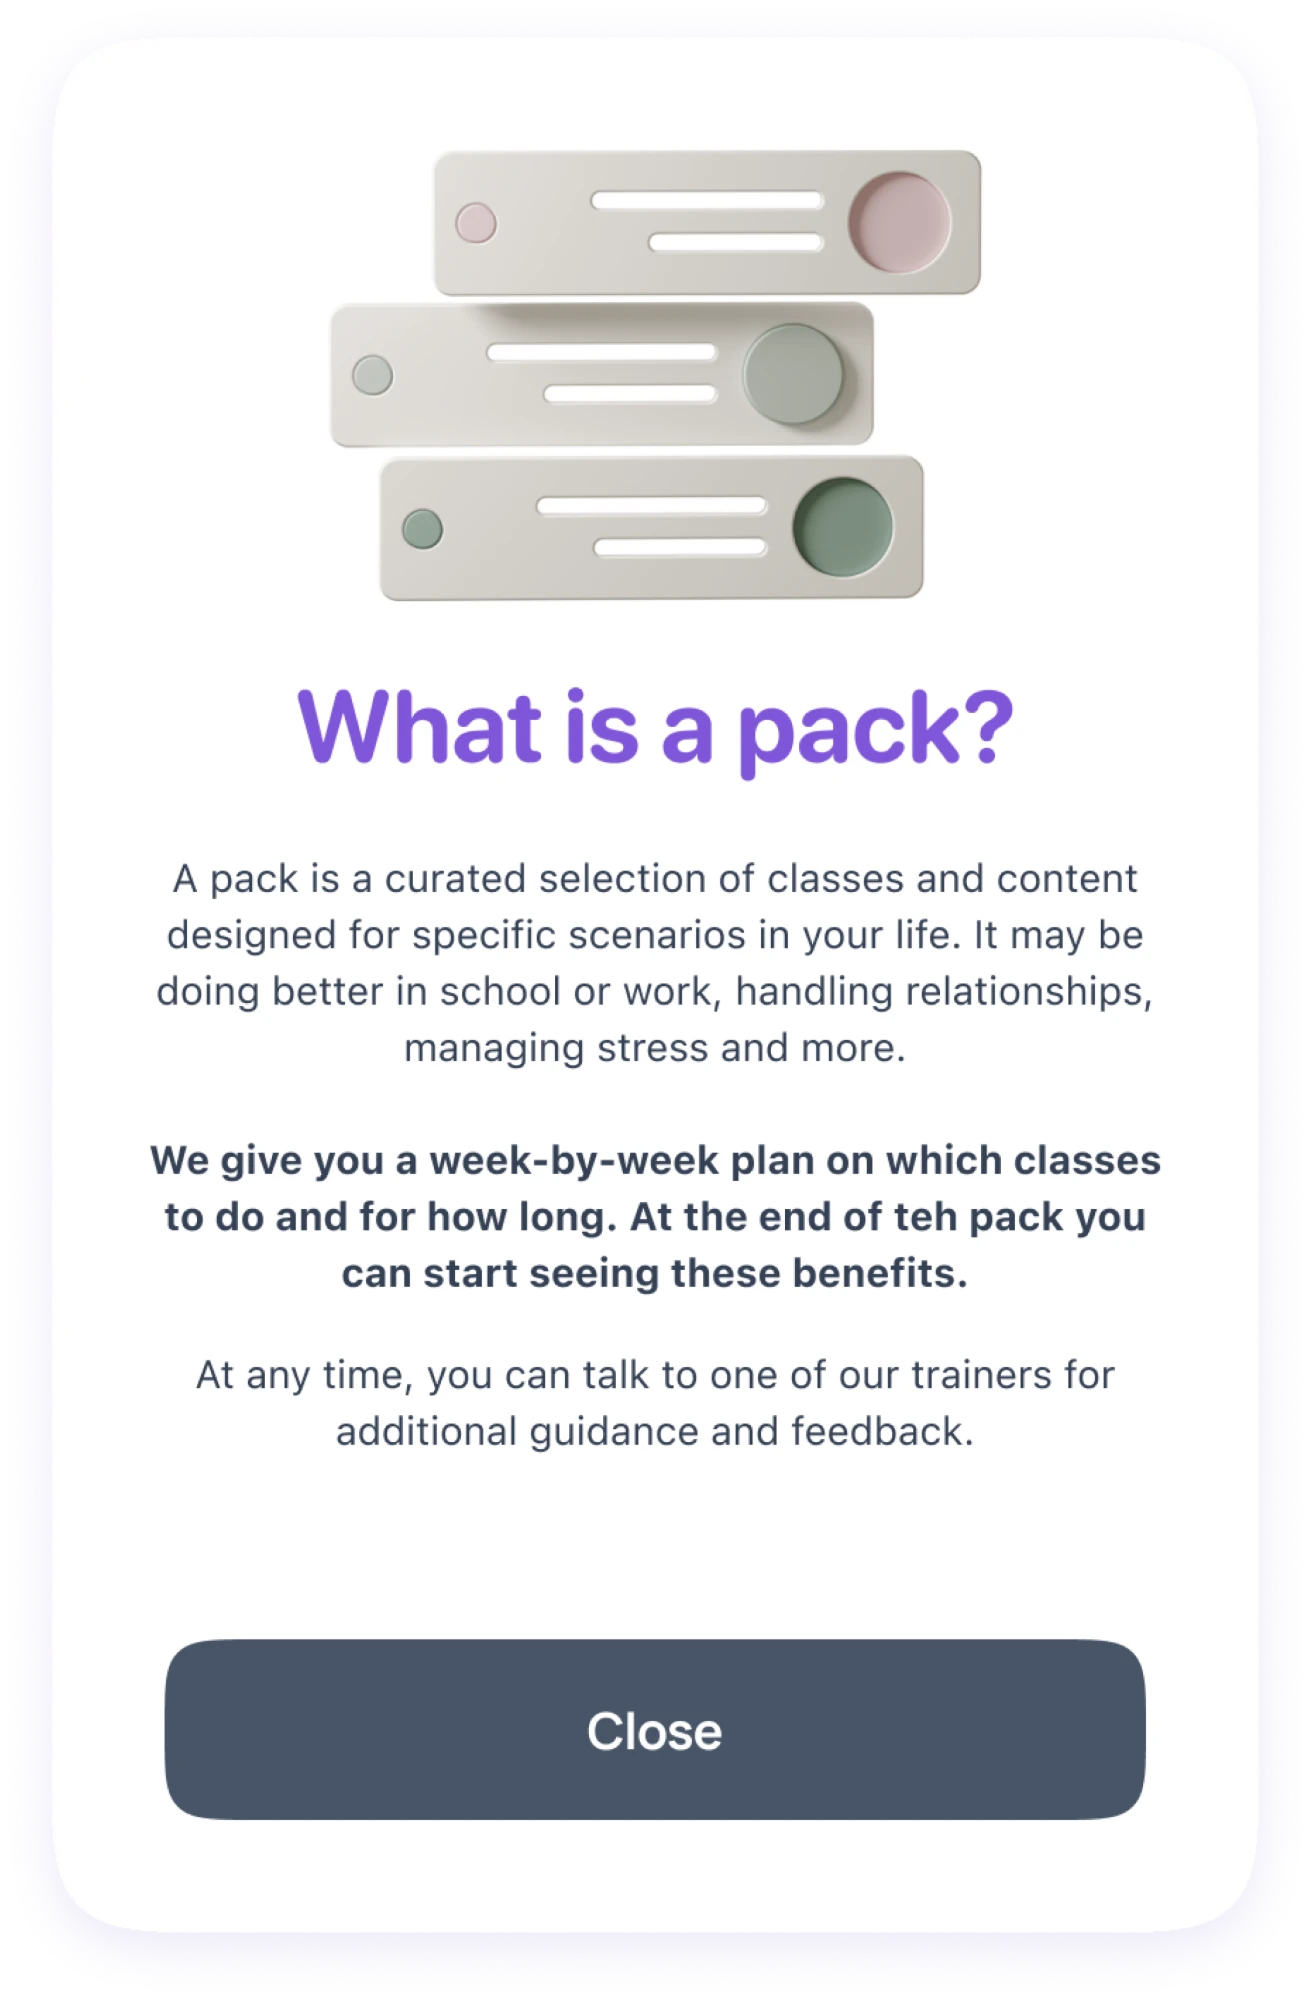 What is a pack?
A pack is a curated selection of classes and content
designed for specific scenarios in your life. It may be
doing better in school or work, handling relationships,
managing stress and more.
We give you a week-by-week plan on which classes
to do and for how long. At the end of teh pack you
can start seeing these benefits.
At any time, you can talk to one of our trainers for
additional guidance and feedback.
Close